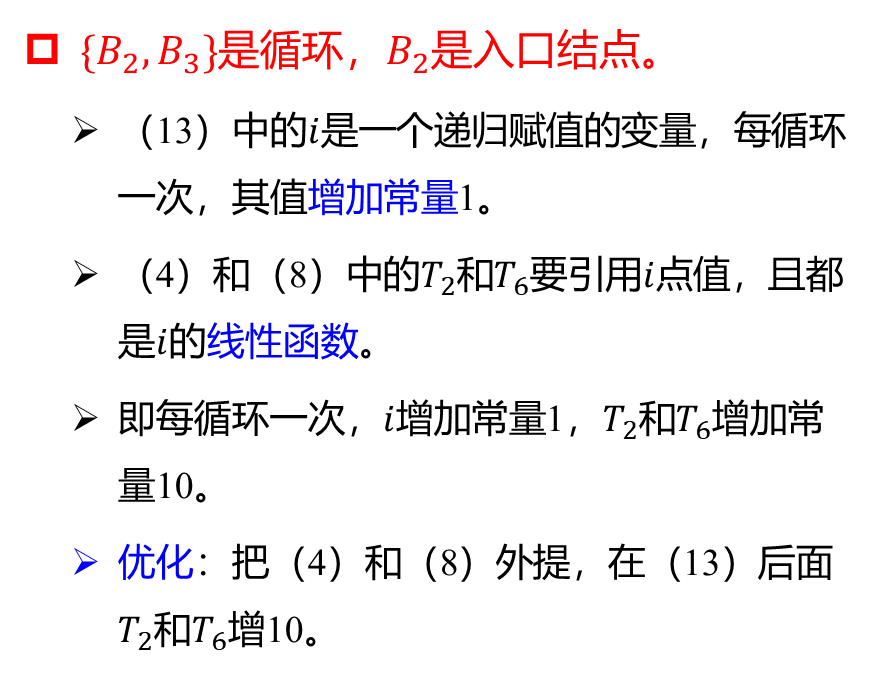 {B₂, B₃}是循环，B₂是入口结点。
（13）中的i是一个递归赋值的变量，每循环
一次，其值增加常量1。
（4）和（8）中的T₂和T₆要引用i点值，且都
是i的线性函数。
即每循环一次，i增加常量1，T₂和T₆增加常
量10。
优化：把（4）和（8）外提，在（13）后面
T₂和T₆增10。